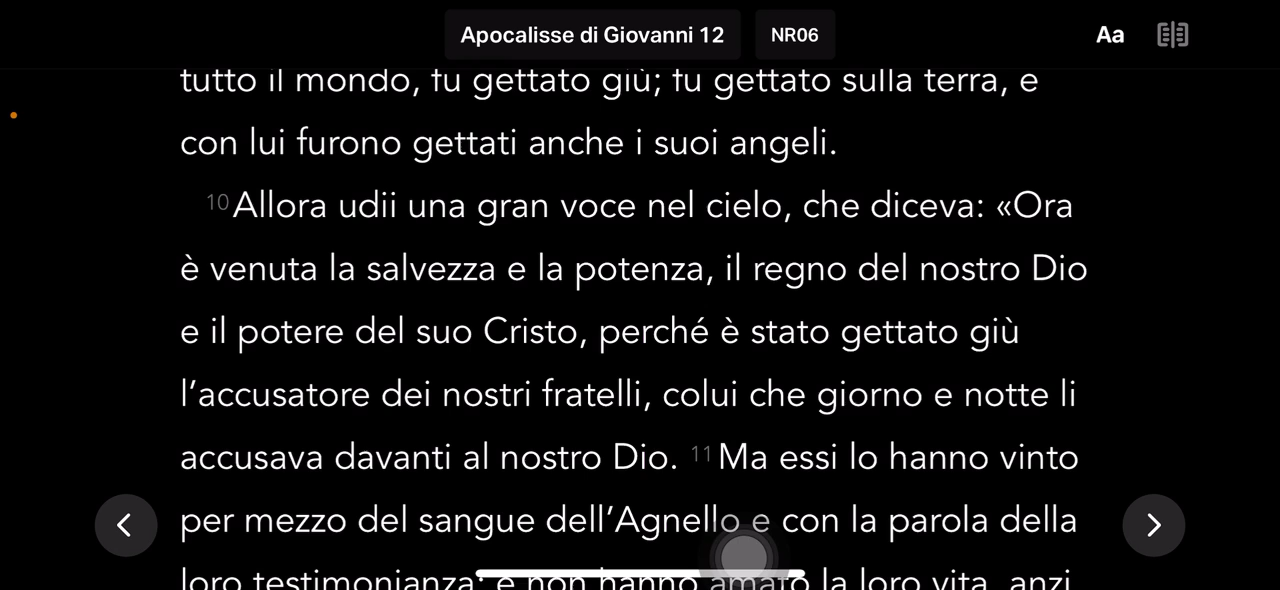 Apocalisse di Giovanni 12 NR06 Aa
tutto il mondo, fu gettato giù; fu gettato sulla terra, e
con lui furono gettati anche i suoi angeli.
10 Allora udii una gran voce nel cielo, che diceva: «Ora
è venuta la salvezza e la potenza, il regno del nostro Dio
e il potere del suo Cristo, perché è stato gettato giù
l’accusatore dei nostri fratelli, colui che giorno e notte li
accusava davanti al nostro Dio. 11 Ma essi lo hanno vinto
per mezzo del sangue dell’Agnello e con la parola della
loro testimonianza; e non hanno amato la loro vita, anzi